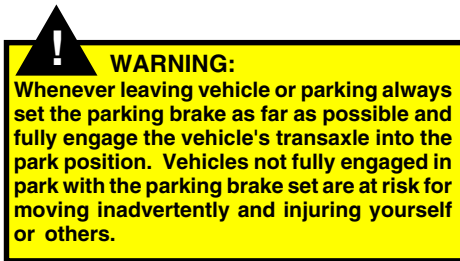 !
WARNING:
Whenever leaving vehicle or parking always
set the parking brake as far as possible and
fully engage the vehicle's transaxle into the
park position.  Vehicles not fully engaged in
park with the parking brake set are at risk for
moving inadvertently and injuring yourself
or others.